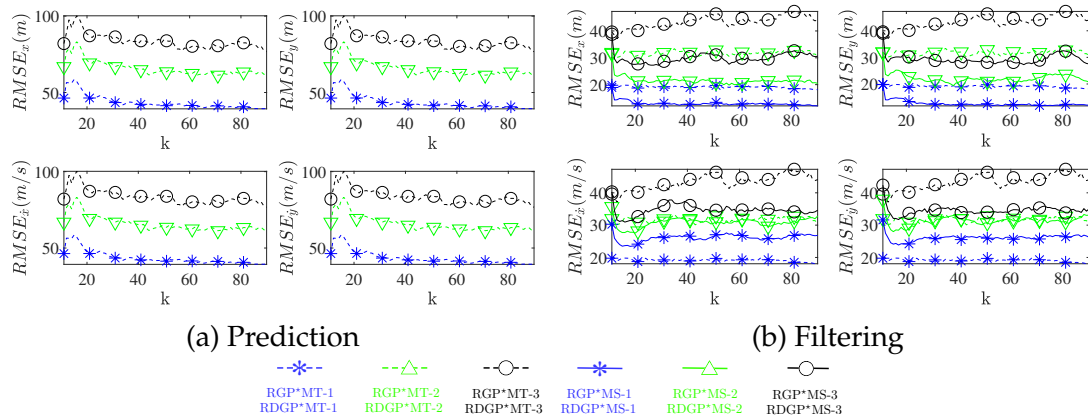 RMSE_x(m)
100
50
20 40 60 80
k
RMSE_y(m)
100
50
20 40 60 80
k
RMSE_ẋ(m/s)
100
50
20 40 60 80
k
RMSE_ẏ(m/s)
100
50
20 40 60 80
k
(a) Prediction
RMSE_x(m)
40
30
20
20 40 60 80
k
RMSE_y(m)
40
30
20
20 40 60 80
k
RMSE_ẋ(m/s)
40
30
20
20 40 60 80
k
RMSE_ẏ(m/s)
40
30
20
20 40 60 80
k
(b) Filtering
RGP*MT-1
RDGP*MT-1
RGP*MT-2
RDGP*MT-2
RGP*MT-3
RDGP*MT-3
RGP*MS-1
RDGP*MS-1
RGP*MS-2
RDGP*MS-2
RGP*MS-3
RDGP*MS-3